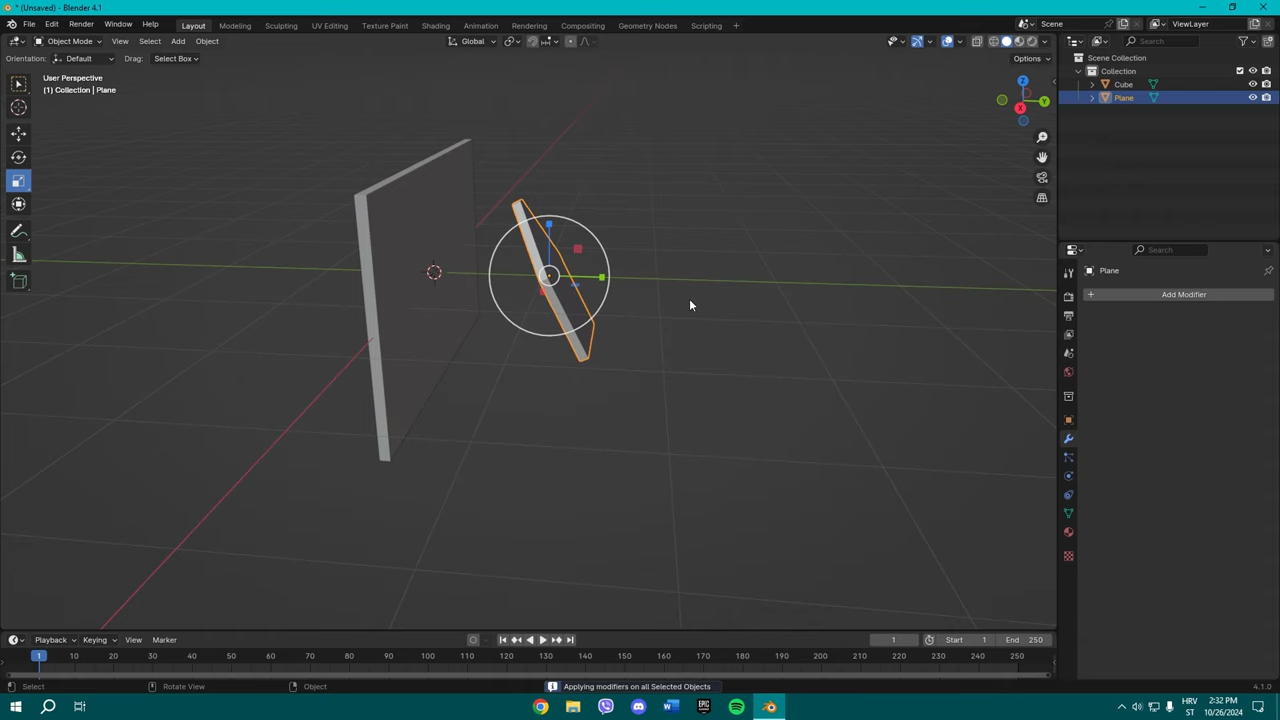 * (Unsaved) - Blender 4.1
File Edit Render Window Help Layout Modeling Sculpting UV Editing Texture Paint Shading Animation Rendering Compositing Geometry Nodes Scripting + Scene ViewLayer
Object Mode View Select Add Object Global Search
Orientation: Default Drag: Select Box Options
User Perspective
(1) Collection | Plane
Scene Collection
Collection
Cube
Plane
Z
Y
X
Search
Plane
+ Add Modifier
Playback Keying View Marker 1 Start 1 End 250
1 10 20 30 40 50 60 70 80 90 100 110 120 130 140 150 160 170 180 190 200 210 220 230 240 250
Select Rotate View Object Applying modifiers on all Selected Objects 4.1.0
EPIC
HRV
ST
2:32 PM
10/26/2024